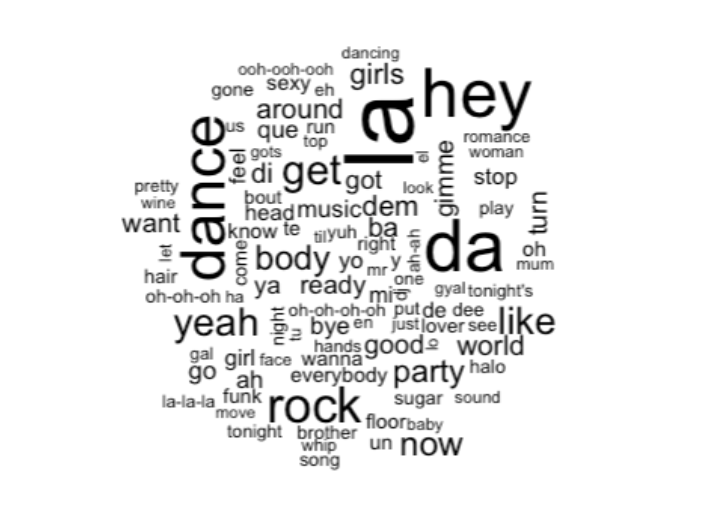 dancing
ooh-ooh-ooh
girls
hey
gone
sexy
eh
la
around
dance
us
que
run
top
romance
woman
feel
gots
di
get
got
el
gimme
look
stop
pretty
wine
want
bout
head
music
dem
play
turn
know
te
til
yuh
ba
right
ah-ah
da
oh
mum
let
come
body
yo
mr
y
one
hair
ya
ready
mi
gyal
tonight's
oh-oh-oh
ha
yeah
night
tu
oh-oh-oh-oh
put
de
dee
bye
en
just
lover
see
like
gal
girl
face
hands
wanna
good
lo
world
go
ah
everybody
party
halo
la-la-la
funk
move
rock
sugar
sound
tonight
brother
floor
baby
whip
song
un
now